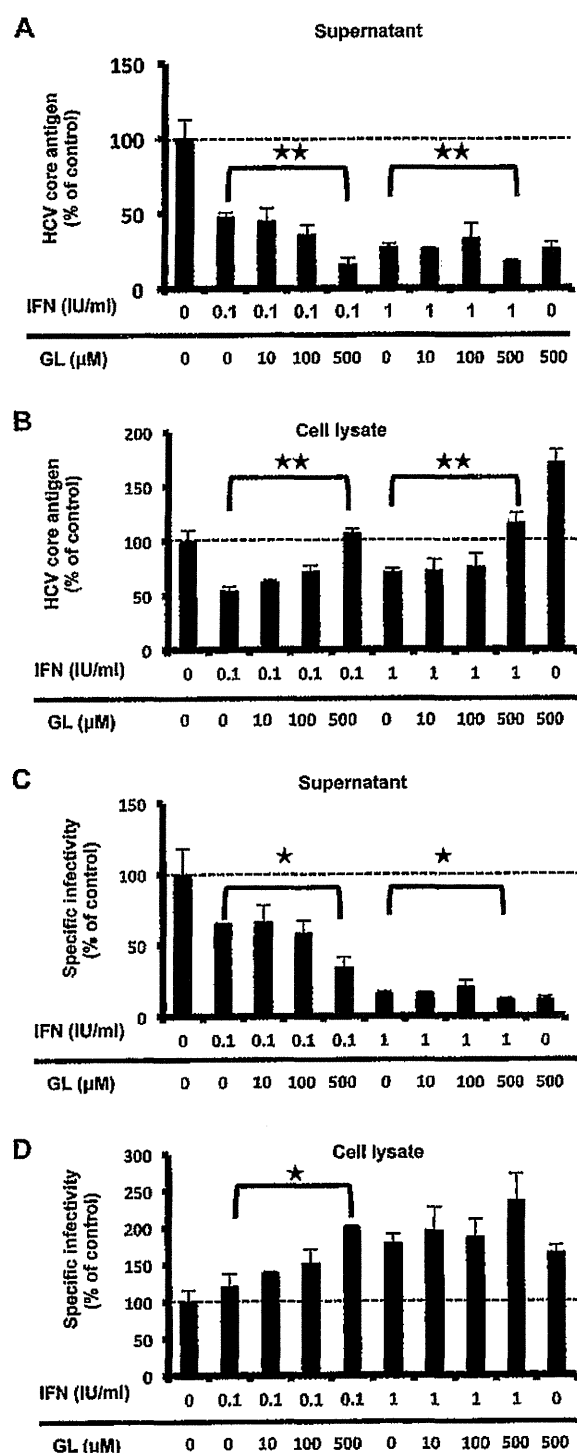 A
Supernatant
HCV core antigen
(% of control)
150
100
50
0
IFN (IU/ml) 0 0.1 0.1 0.1 0.1 1 1 1 1 0
GL (µM) 0 0 10 100 500 0 10 100 500 500
B
Cell lysate
HCV core antigen
(% of control)
200
150
100
50
0
IFN (IU/ml) 0 0.1 0.1 0.1 0.1 1 1 1 1 0
GL (µM) 0 0 10 100 500 0 10 100 500 500
C
Supernatant
Specific infectivity
(% of control)
150
100
50
0
IFN (IU/ml) 0 0.1 0.1 0.1 0.1 1 1 1 1 0
GL (µM) 0 0 10 100 500 0 10 100 500 500
D
Cell lysate
Specific infectivity
(% of control)
300
250
200
150
100
50
0
IFN (IU/ml) 0 0.1 0.1 0.1 0.1 1 1 1 1 0
GL (µM) 0 0 10 100 500 0 10 100 500 500